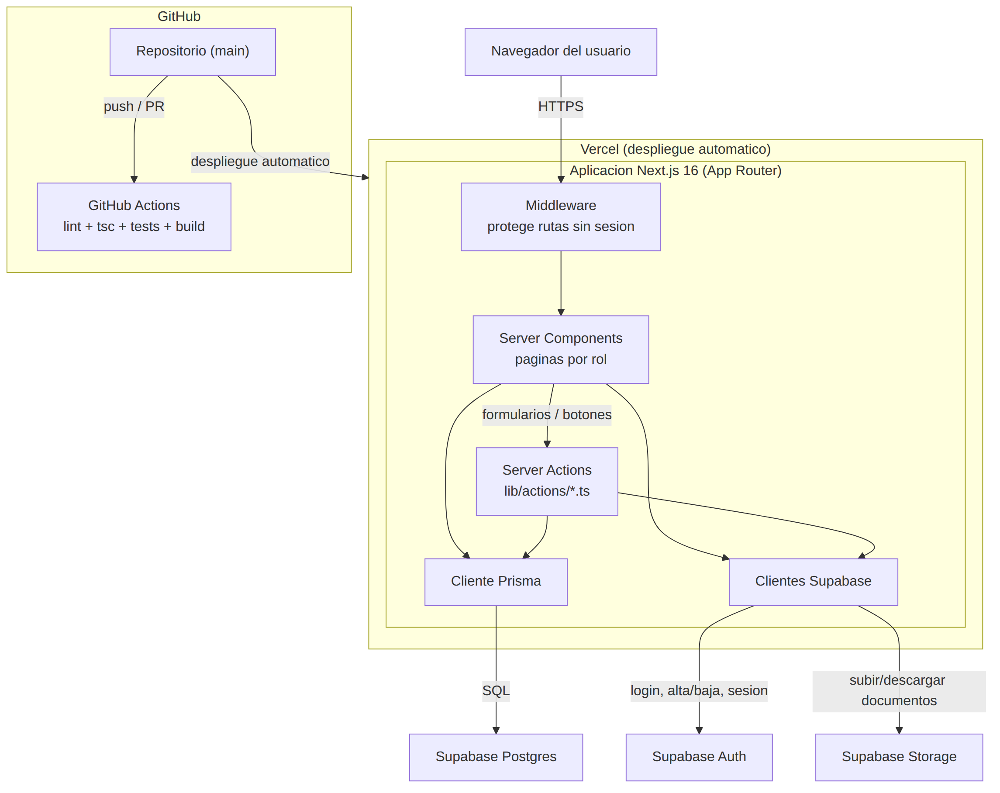 GitHub
Repositorio (main)
Navegador del usuario
push / PR
HTTPS
despliegue automatico
Vercel (despliegue automatico)
Aplicacion Next.js 16 (App Router)
GitHub Actions
lint + tsc + tests + build
Middleware
protege rutas sin sesion
Server Components
paginas por rol
formularios / botones
Server Actions
lib/actions/*.ts
Cliente Prisma
Clientes Supabase
SQL
login, alta/baja, sesion
subir/descargar
documentos
Supabase Postgres
Supabase Auth
Supabase Storage